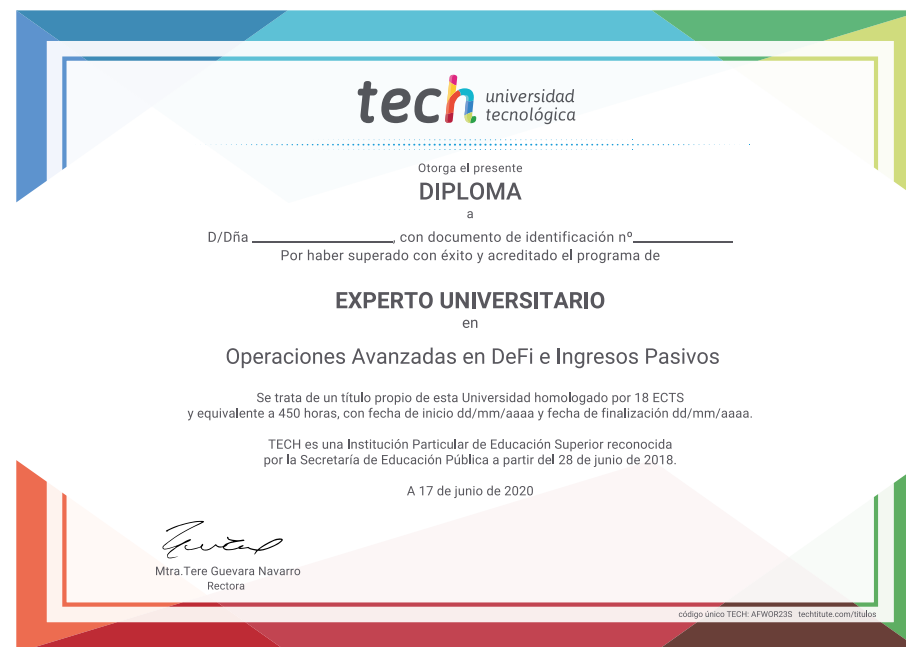 tech universidad
tecnológica
Otorga el presente
DIPLOMA
a
D/Dña ____________________, con documento de identificación nº______________
Por haber superado con éxito y acreditado el programa de
EXPERTO UNIVERSITARIO
en
Operaciones Avanzadas en DeFi e Ingresos Pasivos
Se trata de un título propio de esta Universidad homologado por 18 ECTS
y equivalente a 450 horas, con fecha de inicio dd/mm/aaaa y fecha de finalización dd/mm/aaaa.
TECH es una Institución Particular de Educación Superior reconocida
por la Secretaría de Educación Pública a partir del 28 de junio de 2018.
A 17 de junio de 2020
Mtra.Tere Guevara Navarro
Rectora
código único TECH: AFWOR23S techtitute.com/titulos